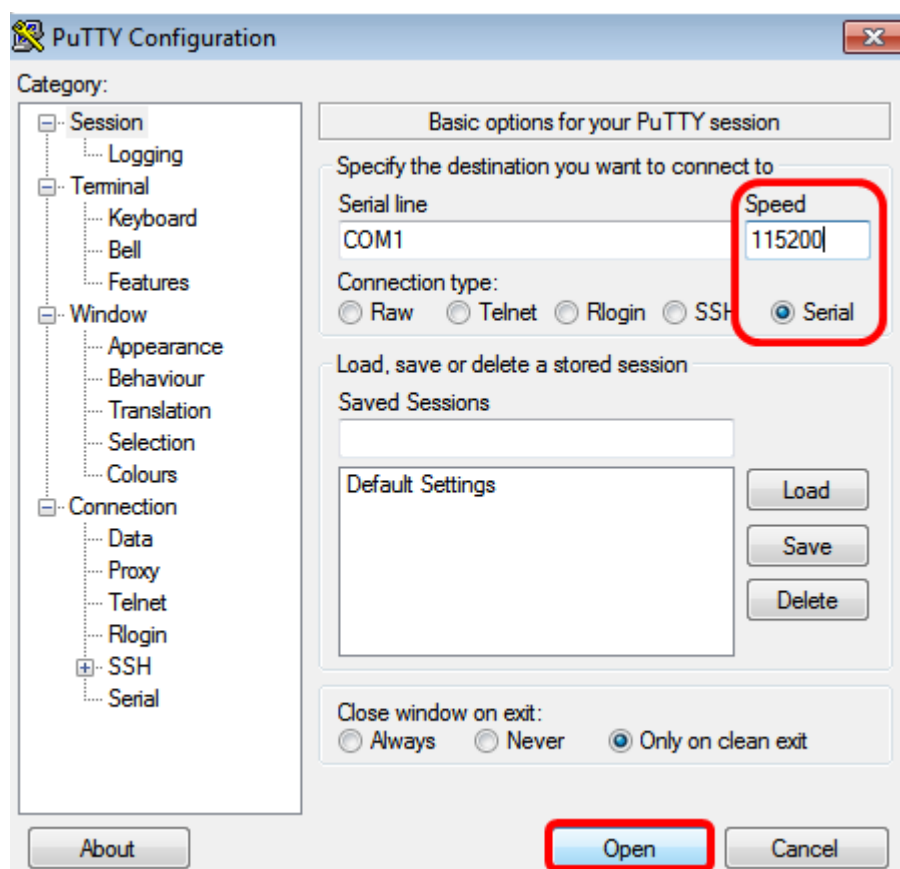 PuTTY Configuration
Category:
Session
Logging
Terminal
Keyboard
Bell
Features
Window
Appearance
Behaviour
Translation
Selection
Colours
Connection
Data
Proxy
Telnet
Rlogin
SSH
Serial
Basic options for your PuTTY session
Specify the destination you want to connect to
Serial line Speed
COM1 115200
Connection type:
Raw Telnet Rlogin SSH Serial
Load, save or delete a stored session
Saved Sessions
Default Settings
Load
Save
Delete
Close window on exit:
Always Never Only on clean exit
About Open Cancel